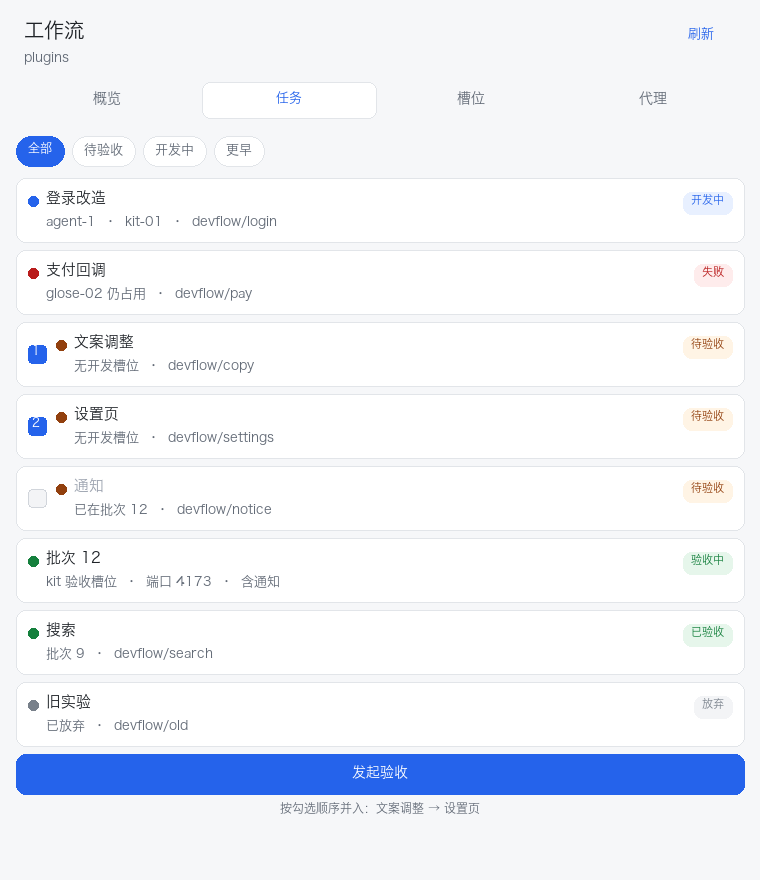 工作流
刷新
plugins
概览 任务 槽位 代理
全部 待验收 开发中 更早
登录改造 开发中
agent-1 · kit-01 · devflow/login
支付回调 失败
glose-02 仍占用 · devflow/pay
1 文案调整 待验收
无开发槽位 · devflow/copy
2 设置页 待验收
无开发槽位 · devflow/settings
通知 待验收
已在批次 12 · devflow/notice
批次 12 验收中
kit 验收槽位 · 端口 4173 · 含通知
搜索 已验收
批次 9 · devflow/search
旧实验 放弃
已放弃 · devflow/old
发起验收
按勾选顺序并入: 文案调整 → 设置页